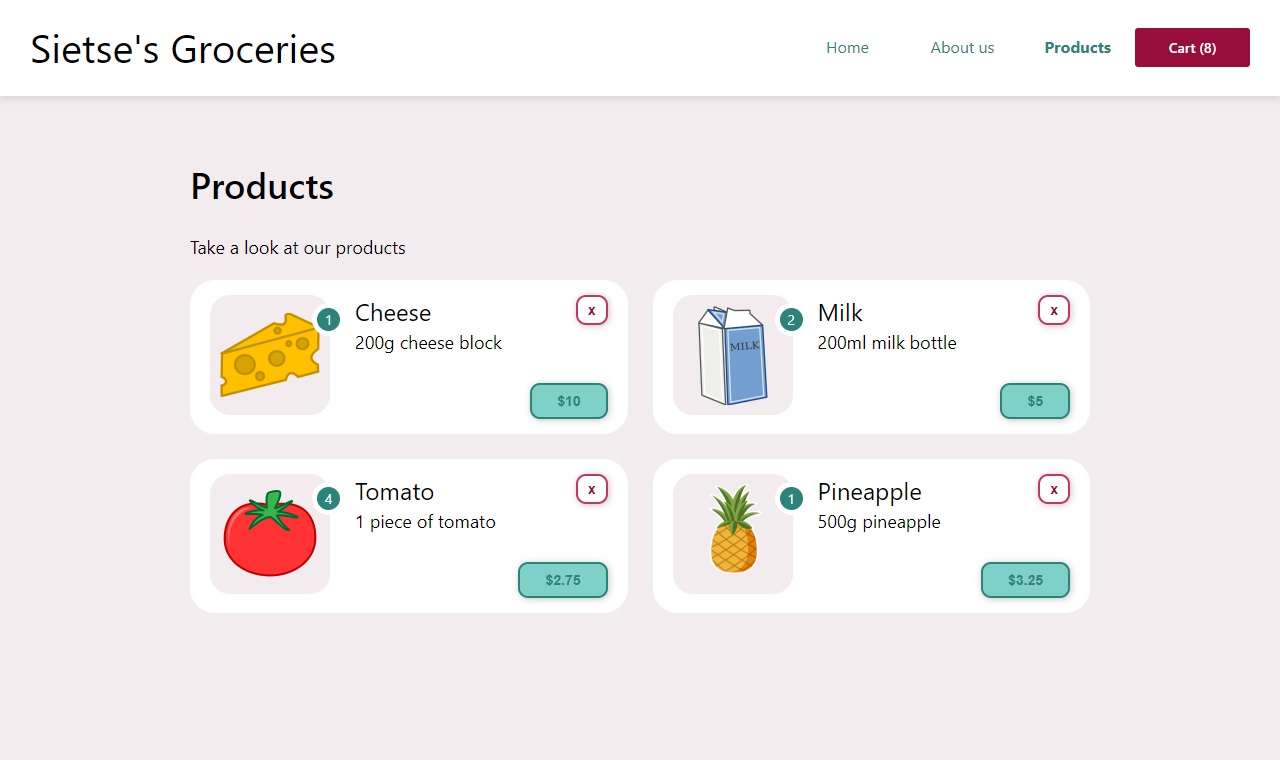 Sietse's Groceries
Home About us Products Cart (8)
Products
Take a look at our products
1 Cheese x
200g cheese block
$10
MILK
2 Milk x
200ml milk bottle
$5
4 Tomato x
1 piece of tomato
$2.75
1 Pineapple x
500g pineapple
$3.25